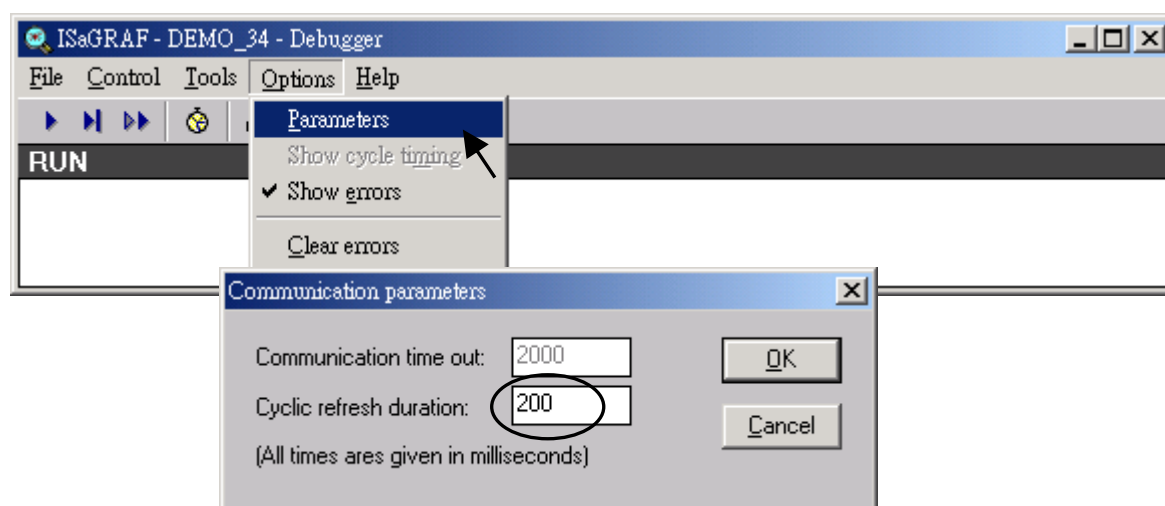 ISaGRAF - DEMO_34 - Debugger
File Control Tools Options Help
Parameters
RUN
Show cycle timing
Show errors
Clear errors
Communication parameters
Communication time out: 2000 OK
Cyclic refresh duration: 200 Cancel
(All times ares given in milliseconds)